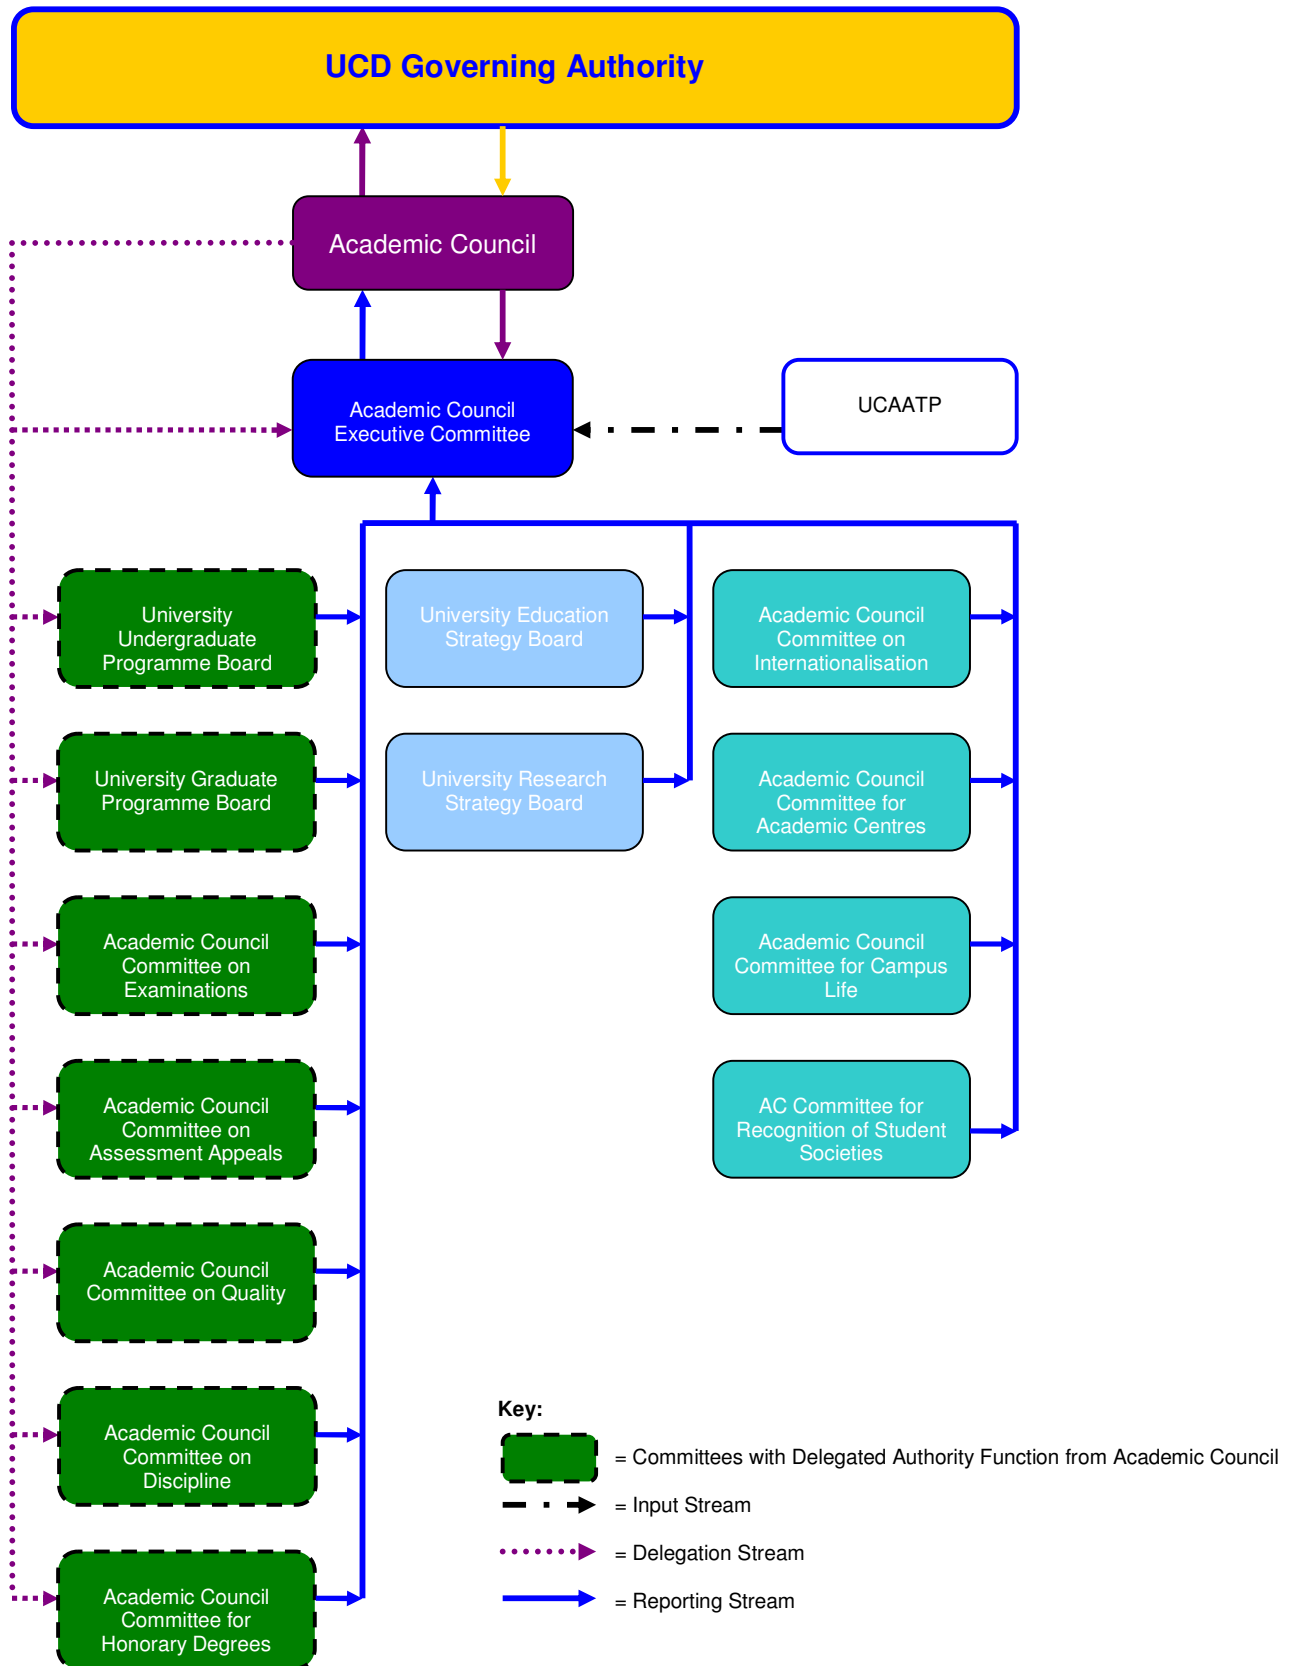 UCD Governing Authority
Academic Council
Academic Council
Executive Committee
UCAATP
University
Undergraduate
Programme Board
University Education
Strategy Board
Academic Council
Committee on
Internationalisation
University Graduate
Programme Board
University Research
Strategy Board
Academic Council
Committee for
Academic Centres
Academic Council
Committee on
Examinations
Academic Council
Committee for Campus
Life
Academic Council
Committee on
Assessment Appeals
AC Committee for
Recognition of Student
Societies
Academic Council
Committee on Quality
Academic Council
Committee on
Discipline
Academic Council
Committee for
Honorary Degrees
Key:
= Committees with Delegated Authority Function from Academic Council
= Input Stream
= Delegation Stream
= Reporting Stream